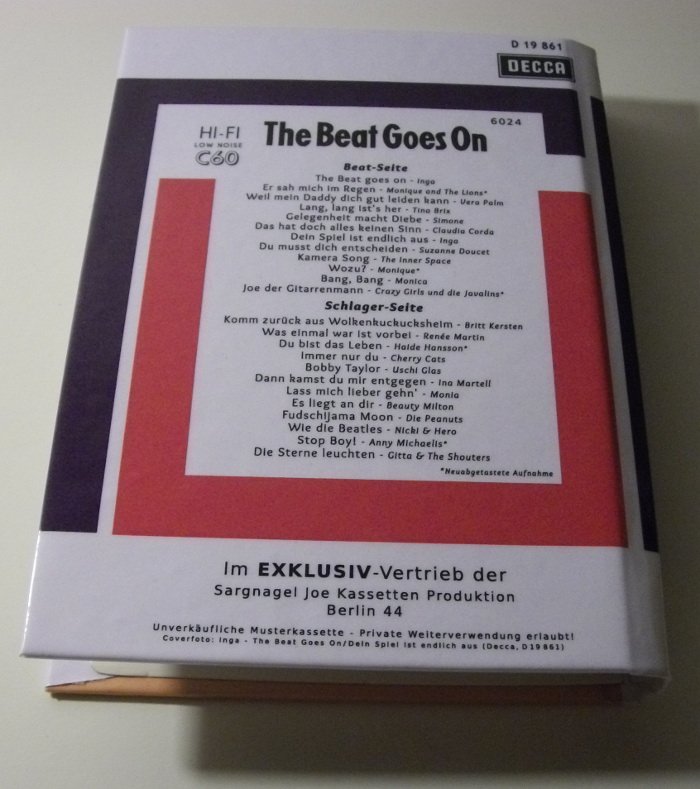 D 19 861
DECCA
6024
HI-FI
LOW NOISE
C60
The Beat Goes On
Beat-Seite
The Beat goes on - Inga
Er sah mich im Regen - Monique and The Lions*
Weil mein Daddy dich gut leiden kann - Vera Palm
Lang, lang ist's her - Tina Brix
Gelegenheit macht Diebe - Simone
Das hat doch alles keinen Sinn - Claudia Corda
Dein Spiel ist endlich aus - Inga
Du musst dich entscheiden - Suzanne Doucet
Kamera Song - The Inner Space
Wozu? - Monique*
Bang, Bang - Monica
Joe der Gitarrenmann - Crazy Girls und die Javalins*
Schlager-Seite
Komm zurück aus Wolkenkuckucksheim - Britt Kersten
Was einmal war ist vorbei - Renée Martin
Du bist das Leben - Haide Hansson*
Immer nur du - Cherry Cats
Bobby Taylor - Uschi Glas
Dann kamst du mir entgegen - Ina Martell
Lass mich lieber gehn' - Monia
Es liegt an dir - Beauty Milton
Fudschijama Moon - Die Peanuts
Wie die Beatles - Nicki & Hero
Stop Boy! - Anny Michaelis*
Die Sterne leuchten - Gitta & The Shouters
*Neuabgetastete Aufnahme
Im EXKLUSIV-Vertrieb der
Sargnagel Joe Kassetten Produktion
Berlin 44
Unverkäufliche Musterkassette - Private Weiterverwendung erlaubt!
Coverfoto: Inga - The Beat Goes On/Dein Spiel ist endlich aus (Decca, D 19 861)